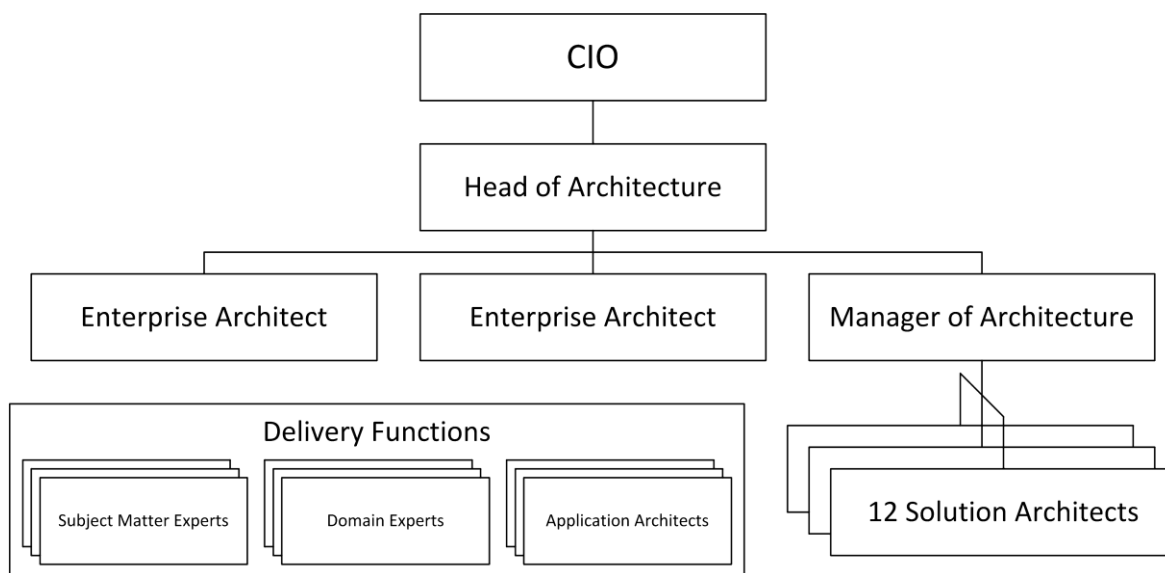 CIO
Head of Architecture
Enterprise Architect
Enterprise Architect
Manager of Architecture
Delivery Functions
Subject Matter Experts
Domain Experts
Application Architects
12 Solution Architects